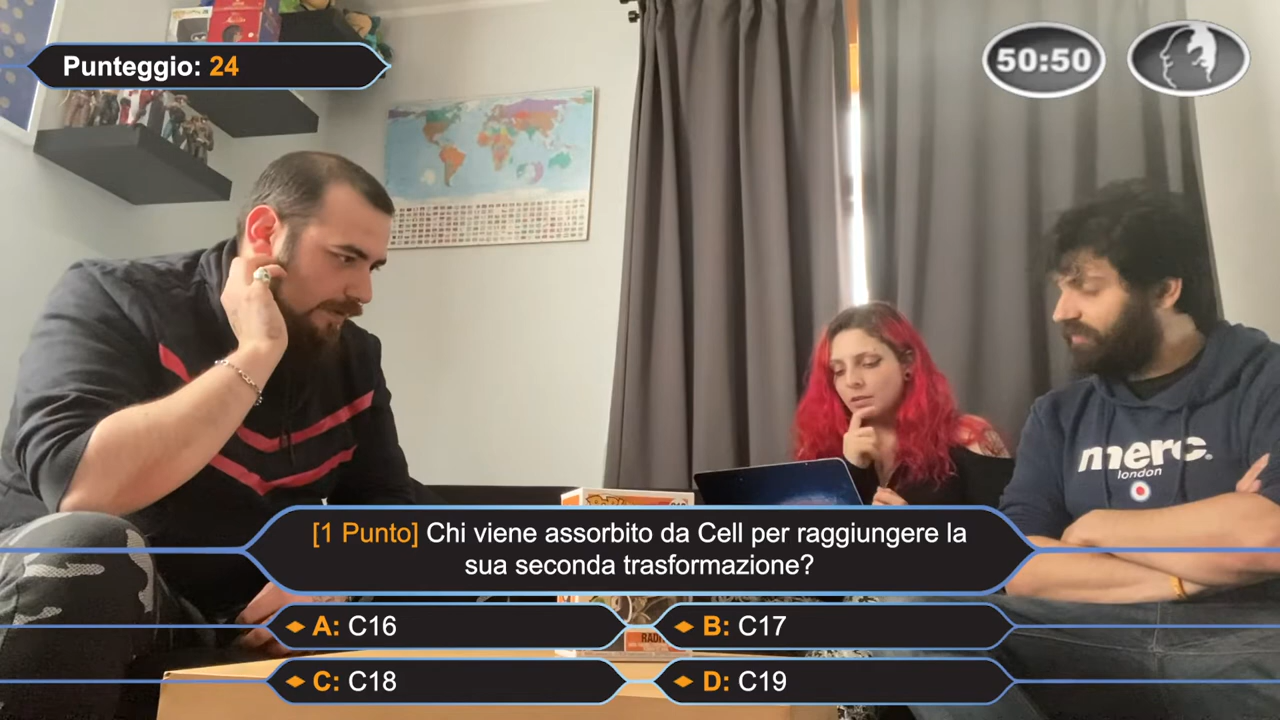 Punteggio: 24
50:50
merc.
london
[1 Punto] Chi viene assorbito da Cell per raggiungere la
sua seconda trasformazione?
A: C16
B: C17
RADI
C: C18
D: C19